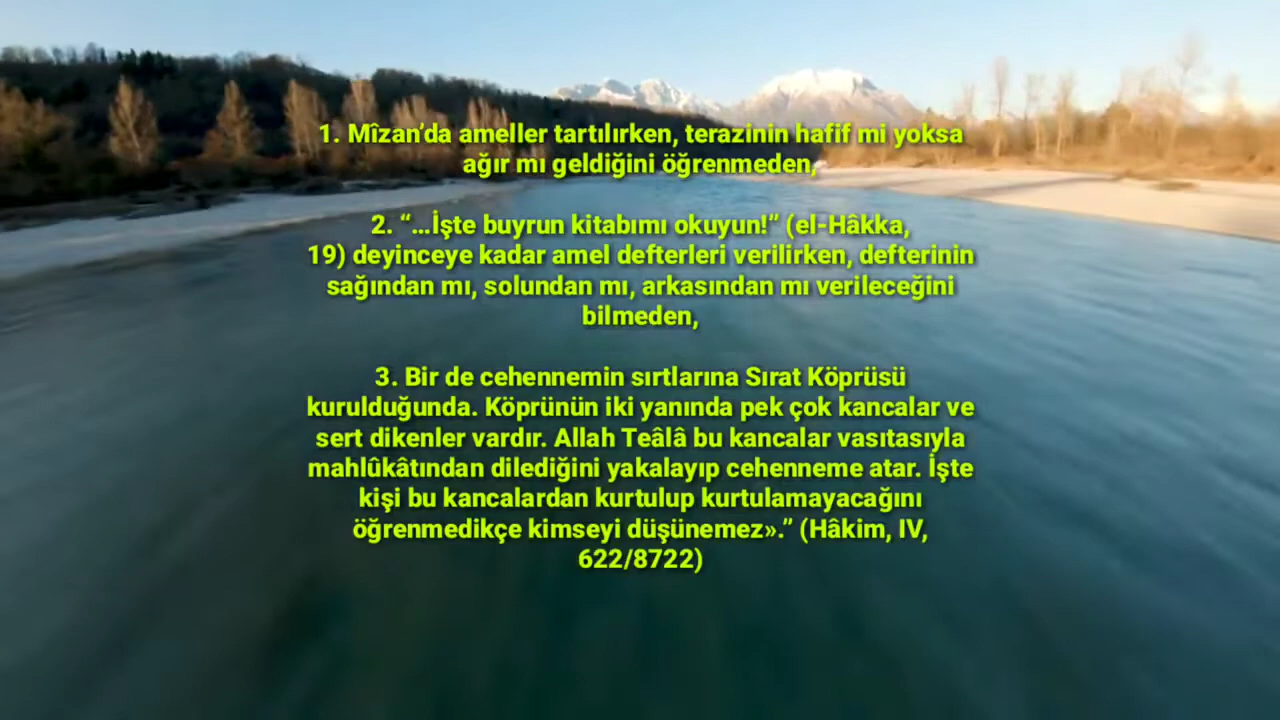 1. Mîzan’da ameller tartılırken, terazinin hafif mi yoksa
ağır mı geldiğini öğrenmeden,
2. “…İşte buyrun kitabımı okuyun!” (el-Hâkka,
19) deyinceye kadar amel defterleri verilirken, defterinin
sağından mı, solundan mı, arkasından mı verileceğini
bilmeden,
3. Bir de cehennemin sırtlarına Sırat Köprüsü
kurulduğunda. Köprünün iki yanında pek çok kancalar ve
sert dikenler vardır. Allah Teâlâ bu kancalar vasıtasıyla
mahlûkâtından dilediğini yakalayıp cehenneme atar. İşte
kişi bu kancalardan kurtulup kurtulamayacağını
öğrenmedikçe kimseyi düşünemez».” (Hâkim, IV,
622/8722)